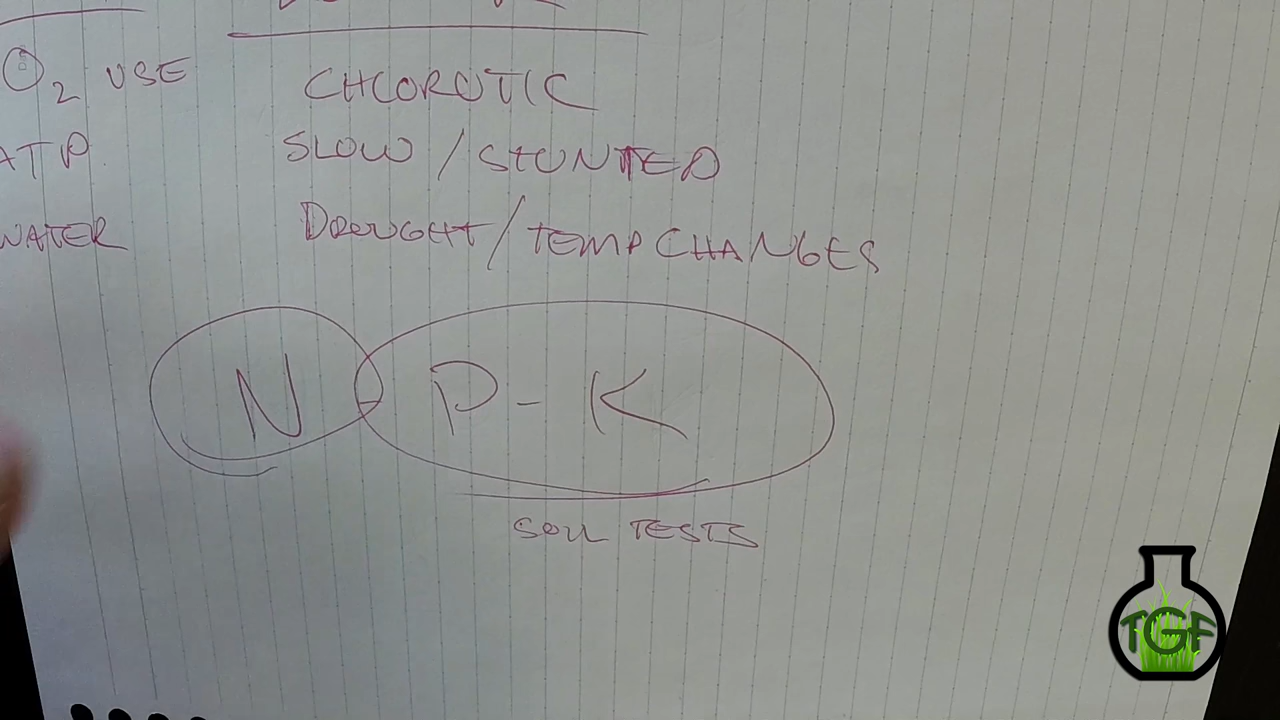 O2 USE CHLOROTIC
ATP SLOW / STUNTED
WATER DROUGHT / TEMP CHANGES
N P - K
SOIL TESTS
TGF